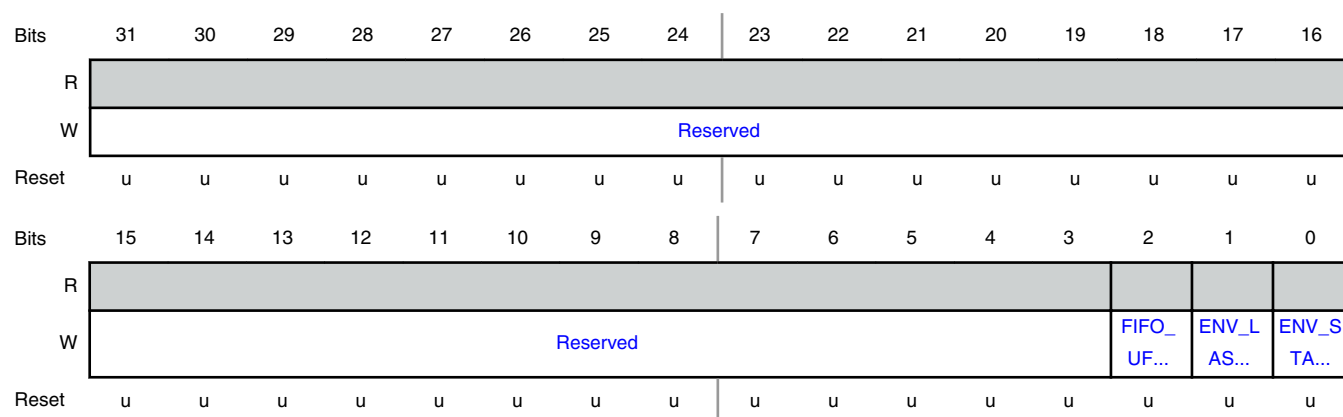 Bits 31 30 29 28 27 26 25 24 23 22 21 20 19 18 17 16
R
W Reserved
Reset u u u u u u u u u u u u u u u u
Bits 15 14 13 12 11 10 9 8 7 6 5 4 3 2 1 0
R
W Reserved FIFO_ ENV_L ENV_S
UF... AS... TA...
Reset u u u u u u u u u u u u u u u u